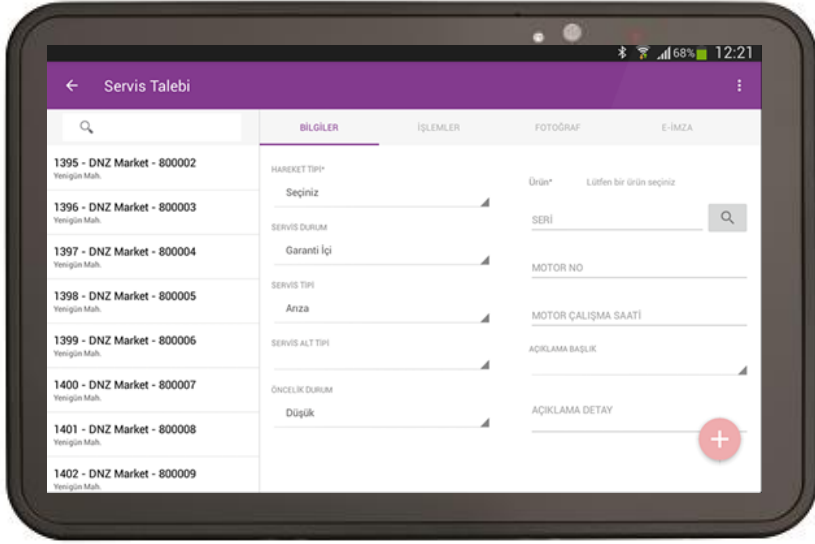 68% 12:21
Servis Talebi
BİLGİLER İŞLEMLER FOTOĞRAF E-İMZA
1395 - DNZ Market - 800002
Yenigün Mah.
1396 - DNZ Market - 800003
Yenigün Mah.
1397 - DNZ Market - 800004
Yenigün Mah.
1398 - DNZ Market - 800005
Yenigün Mah.
1399 - DNZ Market - 800006
Yenigün Mah.
1400 - DNZ Market - 800007
Yenigün Mah.
1401 - DNZ Market - 800008
Yenigün Mah.
1402 - DNZ Market - 800009
Yenigün Mah.
HAREKET TİPİ*
Seçiniz
SERVİS DURUM
Garanti İçi
SERVİS TİPİ
Arıza
SERVİS ALT TİPİ
ÖNCELİK DURUM
Düşük
Ürün* Lütfen bir ürün seçiniz
SERİ
MOTOR NO
MOTOR ÇALIŞMA SAATİ
AÇIKLAMA BAŞLIK
AÇIKLAMA DETAY